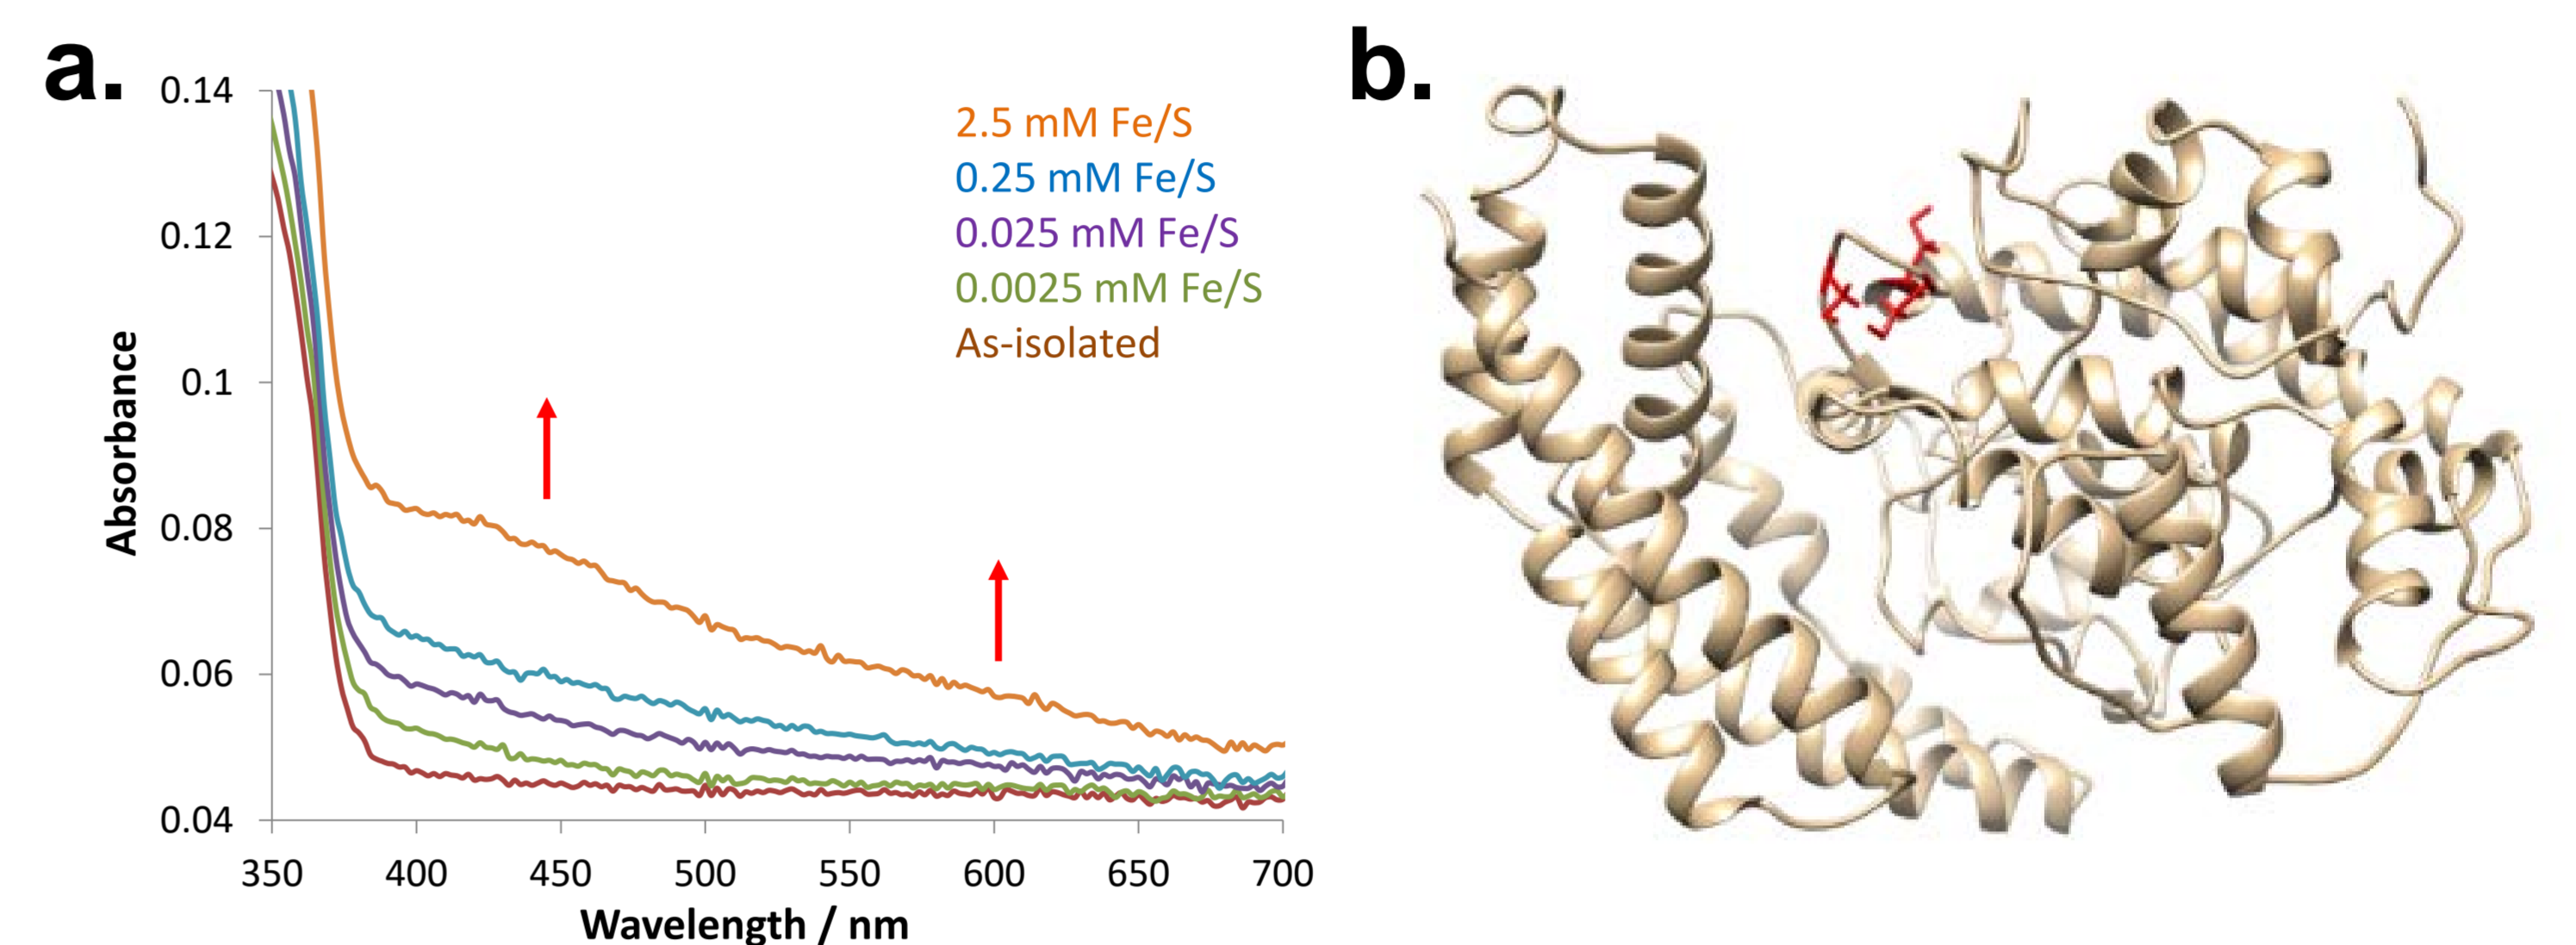 a.
0.14
0.12
0.1
0.08
0.06
0.04
Absorbance
2.5 mM Fe/S
0.25 mM Fe/S
0.025 mM Fe/S
0.0025 mM Fe/S
As-isolated
350 400 450 500 550 600 650 700
Wavelength / nm
b.